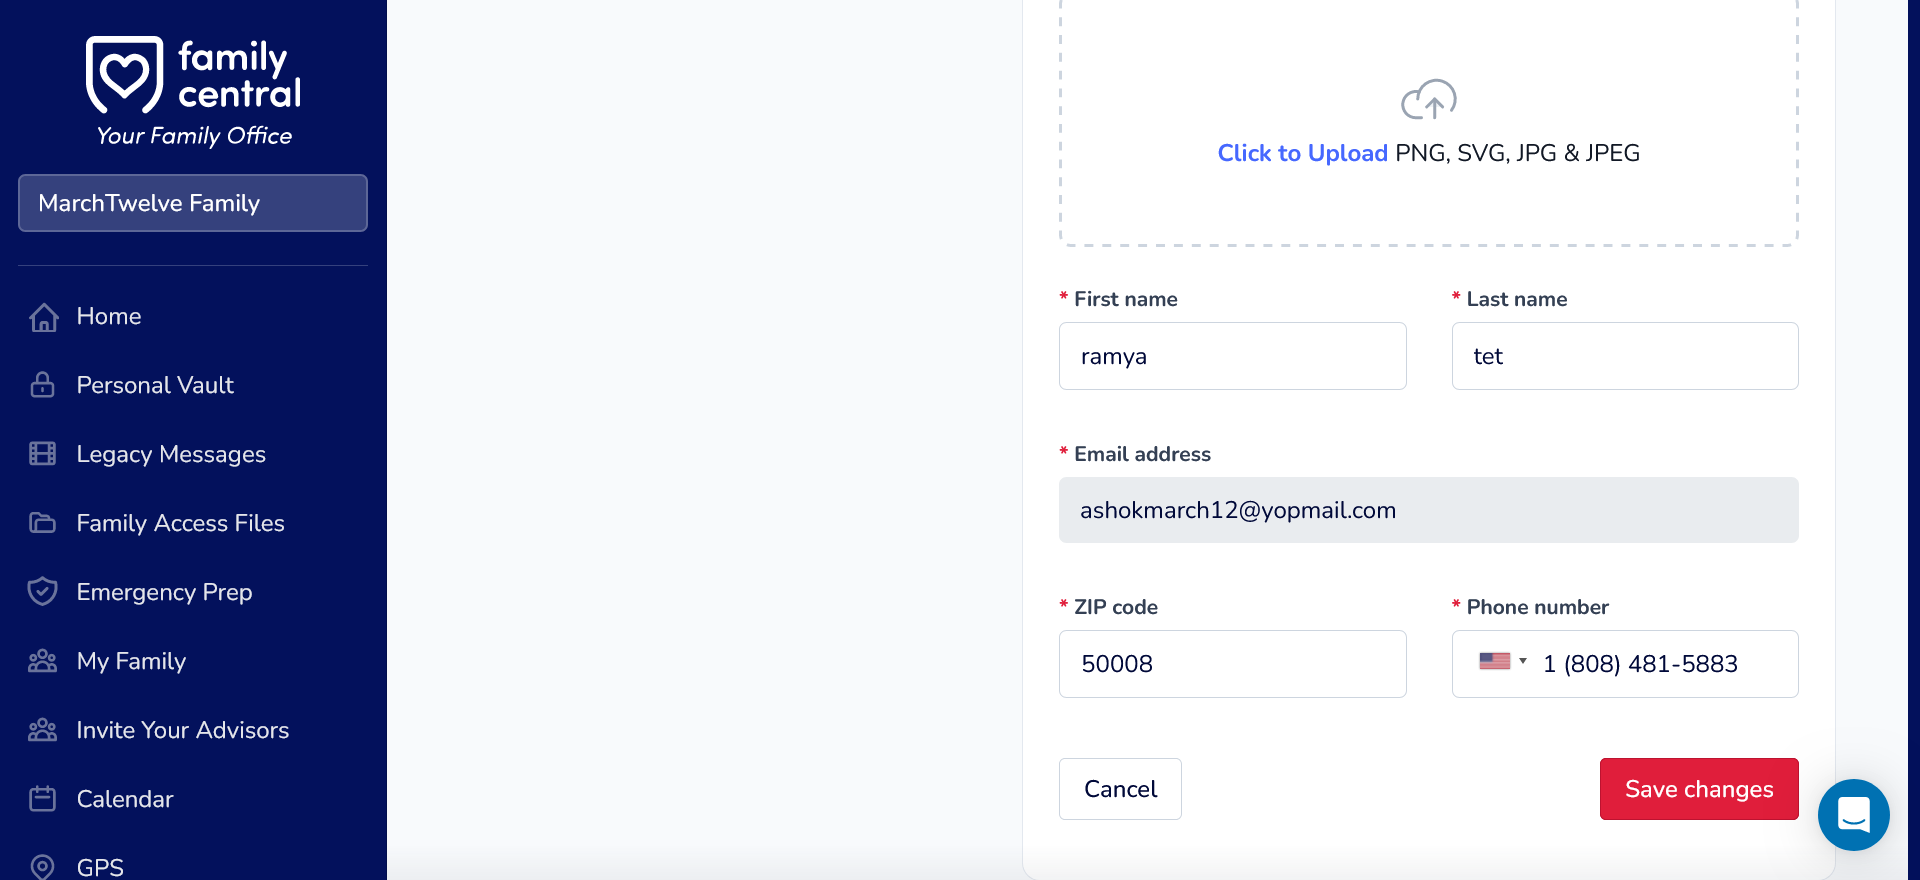 family
central
Your Family Office
MarchTwelve Family
Home
Personal Vault
Legacy Messages
Family Access Files
Emergency Prep
My Family
Invite Your Advisors
Calendar
GPS
Click to Upload PNG, SVG, JPG & JPEG
* First name
ramya
* Last name
tet
* Email address
ashokmarch12@yopmail.com
* ZIP code
50008
* Phone number
1 (808) 481-5883
Cancel
Save changes